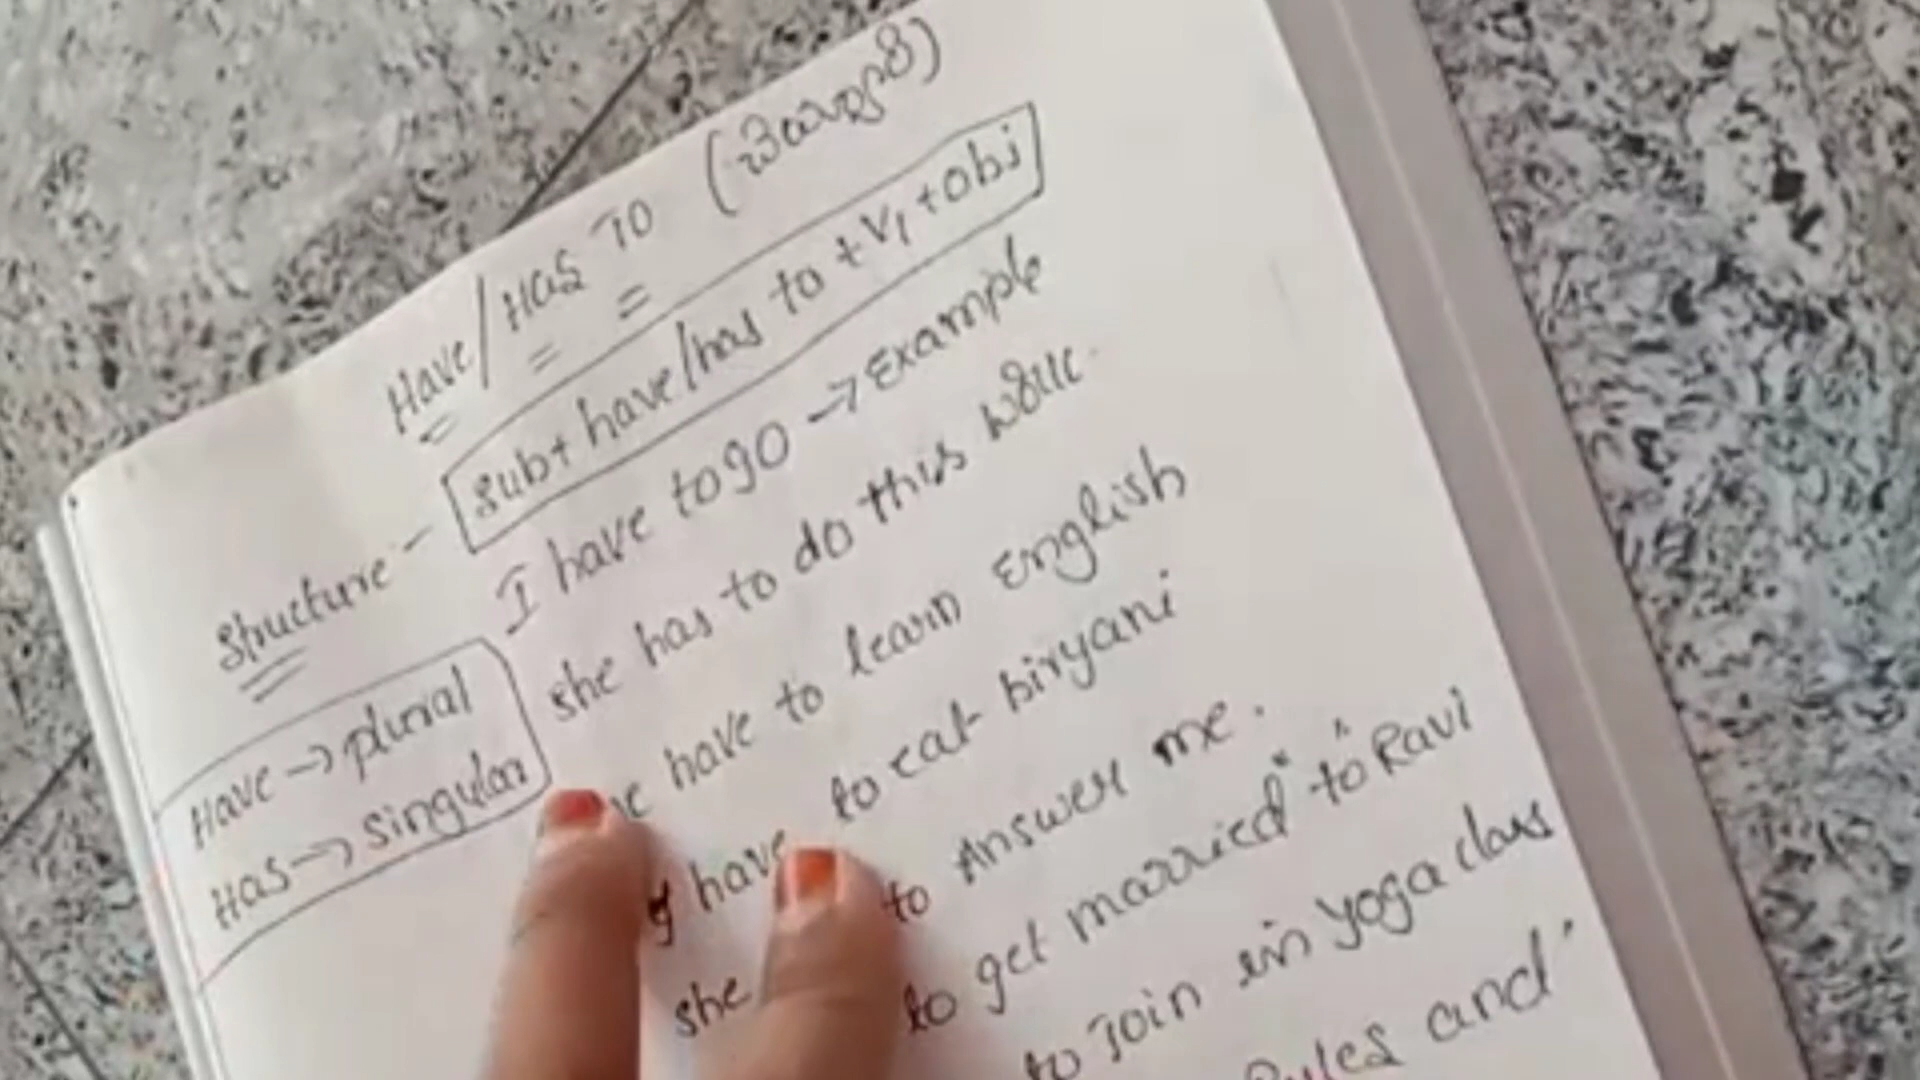 Have/Has To (చేయాలి)
Structure - sub+have/has to + V1 + obj
I have to go → Example
she has to do this work.
have to learn English
Have → plural
Has → singular
have to eat biryani
she to Answer me.
to get married" to Ravi
to Join in yoga class
Rules and